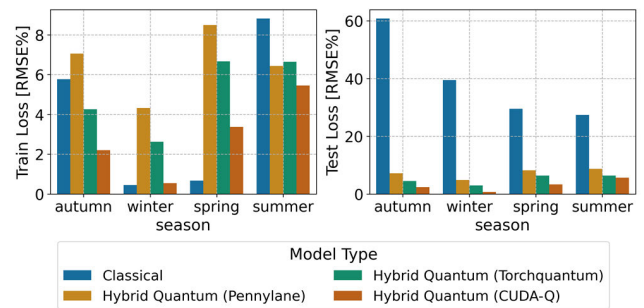 Train Loss [RMSE%]
8
6
4
2
0
autumn winter spring summer
season
Test Loss [RMSE%]
60
40
20
0
autumn winter spring summer
season
Model Type
Classical
Hybrid Quantum (Pennylane)
Hybrid Quantum (Torchquantum)
Hybrid Quantum (CUDA-Q)